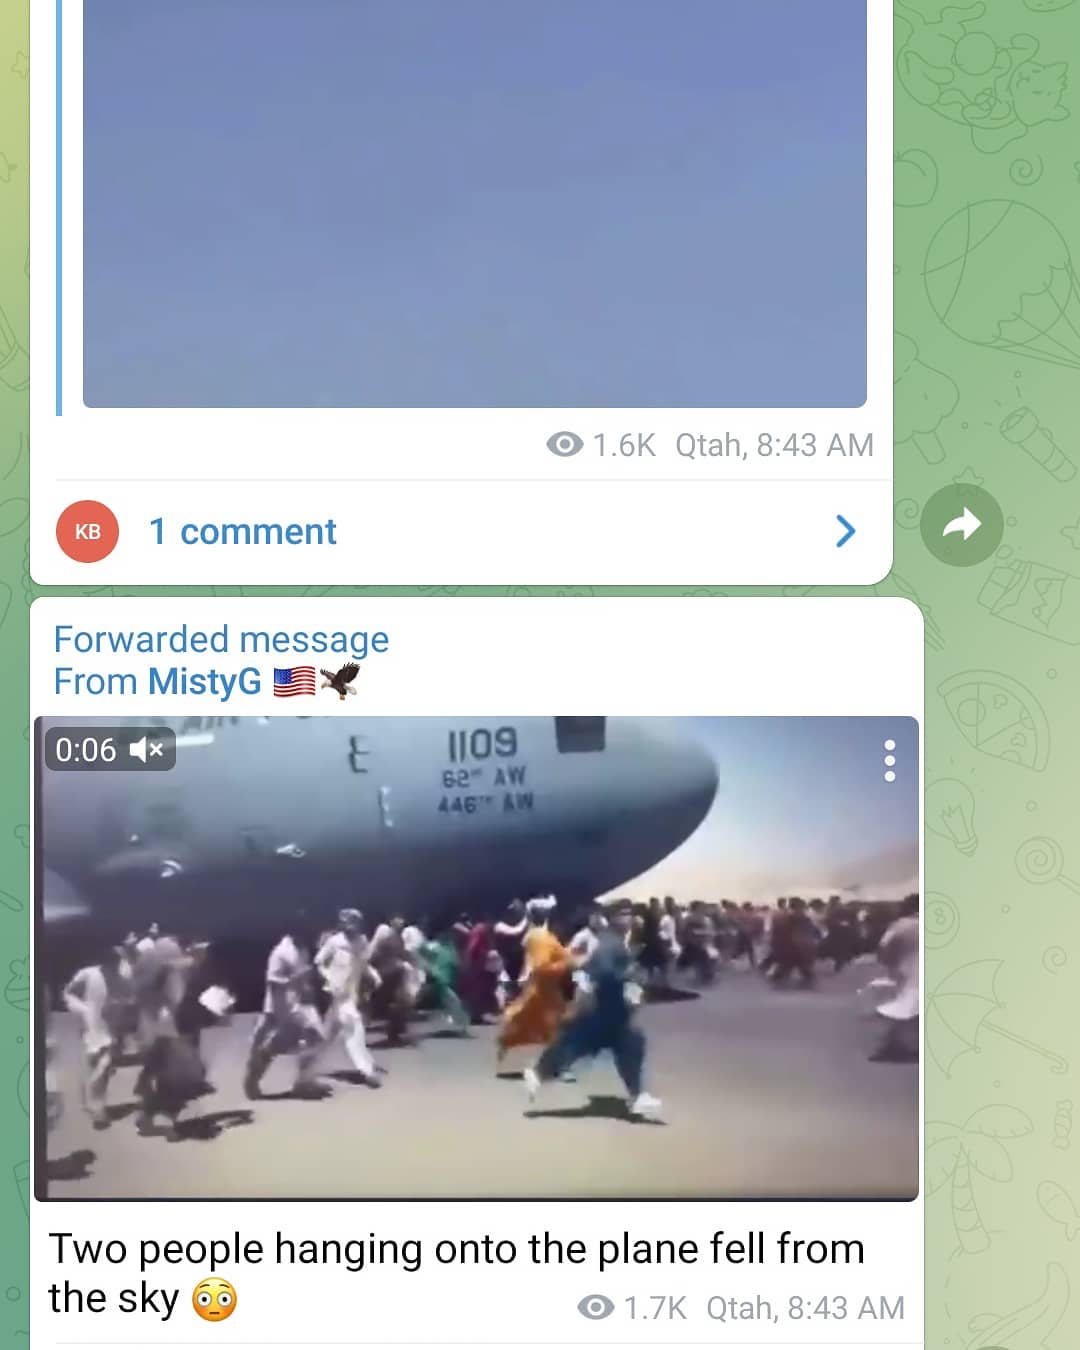 1.6K Qtah, 8:43 AM
KB
1 comment
Forwarded message
From MistyG 🇺🇸🦅
0:06
1109
62ᵀᴴ AW
446ᵀᴴ AW
Two people hanging onto the plane fell from
the sky 😳
1.7K Qtah, 8:43 AM